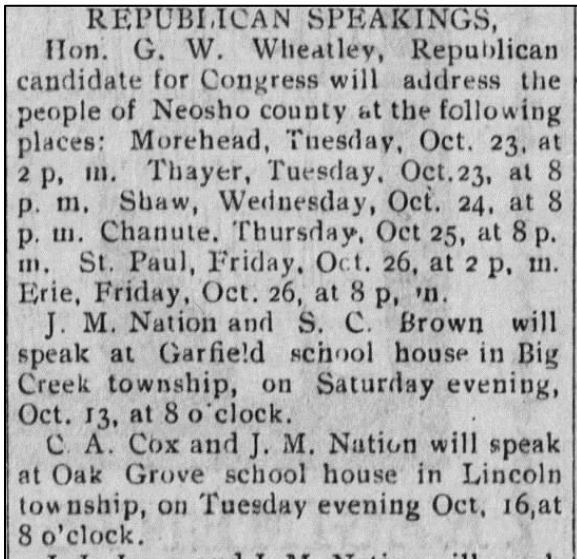 REPUBLICAN SPEAKINGS,
Hon. G. W. Wheatley, Republican
candidate for Congress will address the
people of Neosho county at the following
places: Morehead, Tuesday, Oct. 23, at
2 p, m. Thayer, Tuesday, Oct.23, at 8
p. m. Shaw, Wednesday, Oct. 24, at 8
p. m. Chanute. Thursday, Oct 25, at 8 p.
m. St. Paul, Friday, Oct. 26, at 2 p, m.
Erie, Friday, Oct. 26, at 8 p, m.
J. M. Nation and S. C. Brown will
speak at Garfield school house in Big
Creek township, on Saturday evening,
Oct. 13, at 8 o'clock.
C. A. Cox and J. M. Nation will speak
at Oak Grove school house in Lincoln
township, on Tuesday evening Oct. 16,at
8 o'clock.